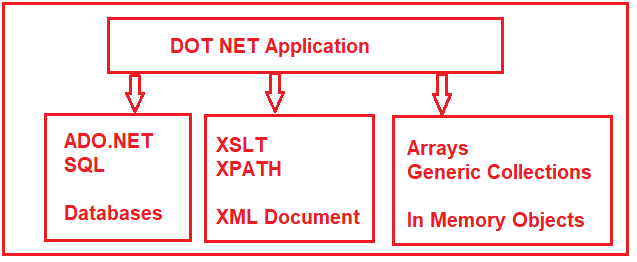 DOT NET Application
ADO.NET
SQL
Databases
XSLT
XPATH
XML Document
Arrays
Generic Collections
In Memory Objects